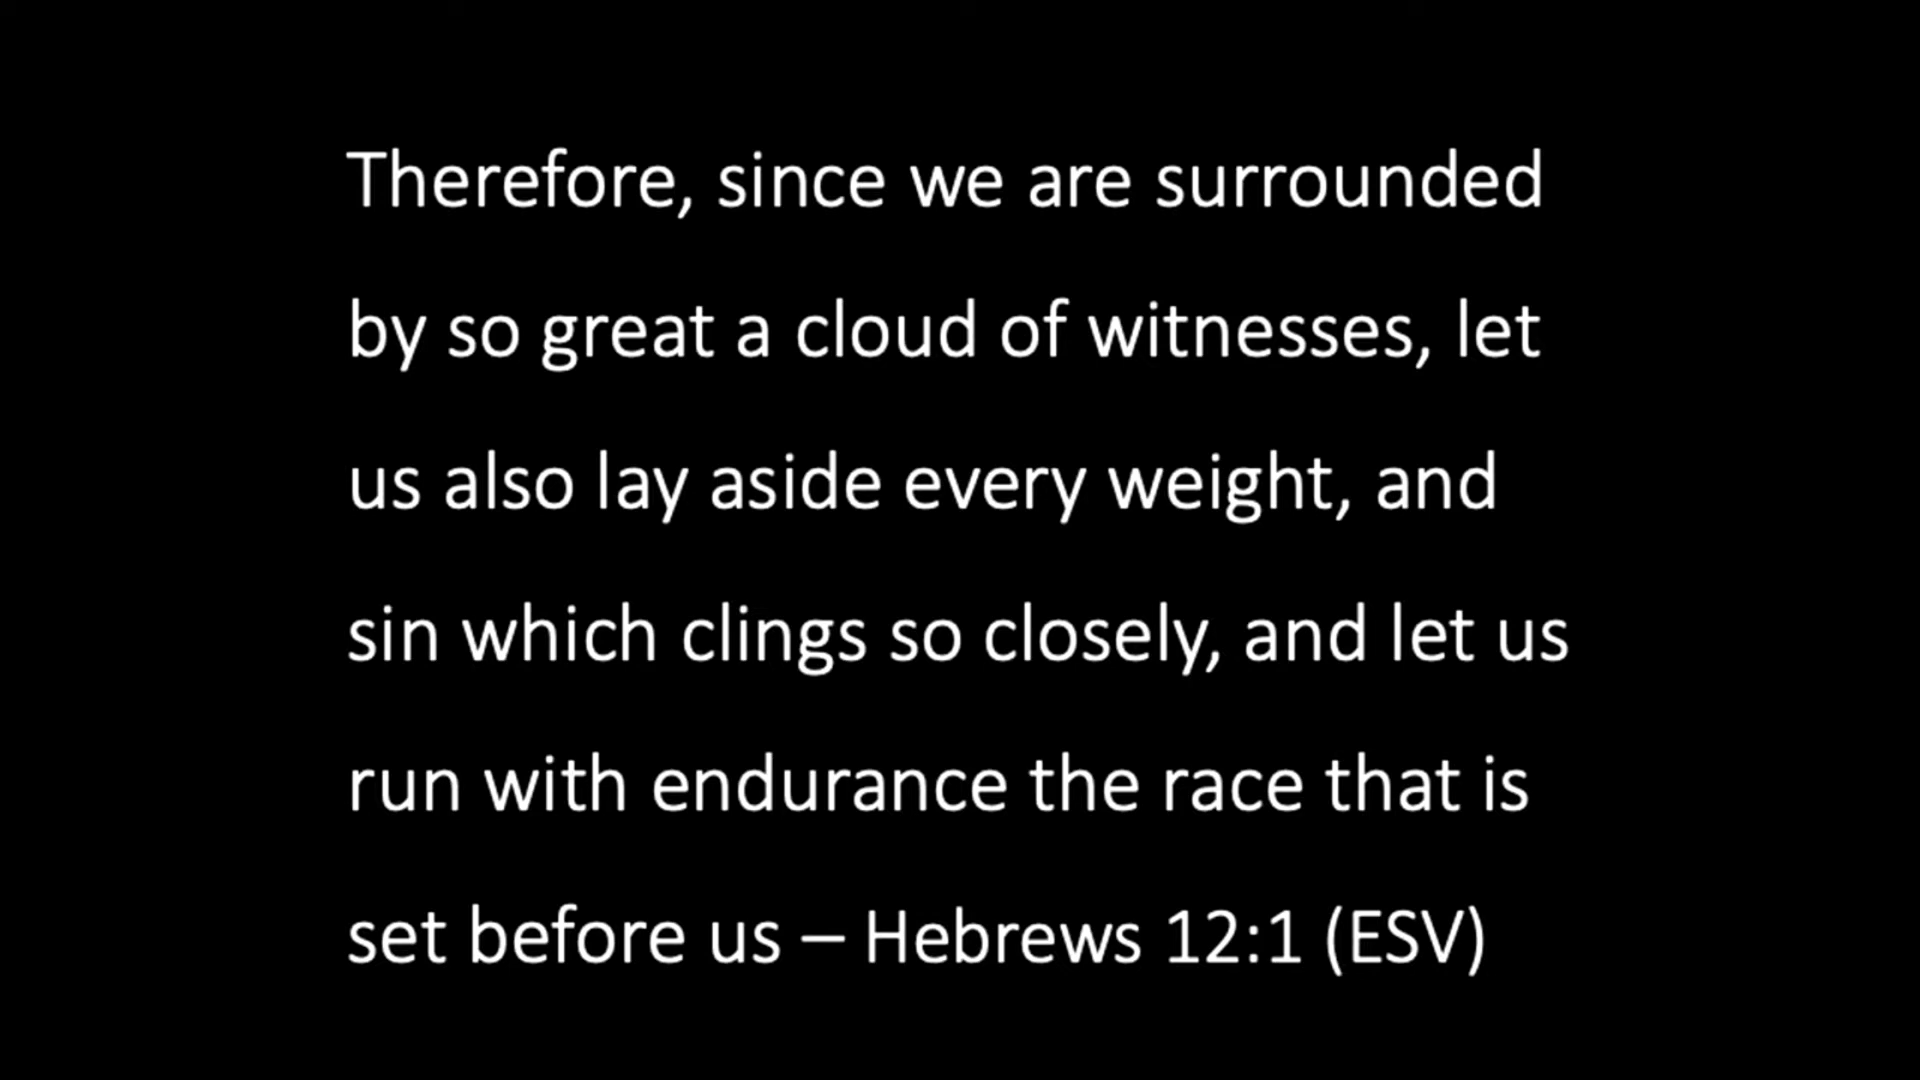 Therefore, since we are surrounded
by so great a cloud of witnesses, let
us also lay aside every weight, and
sin which clings so closely, and let us
run with endurance the race that is
set before us – Hebrews 12:1 (ESV)